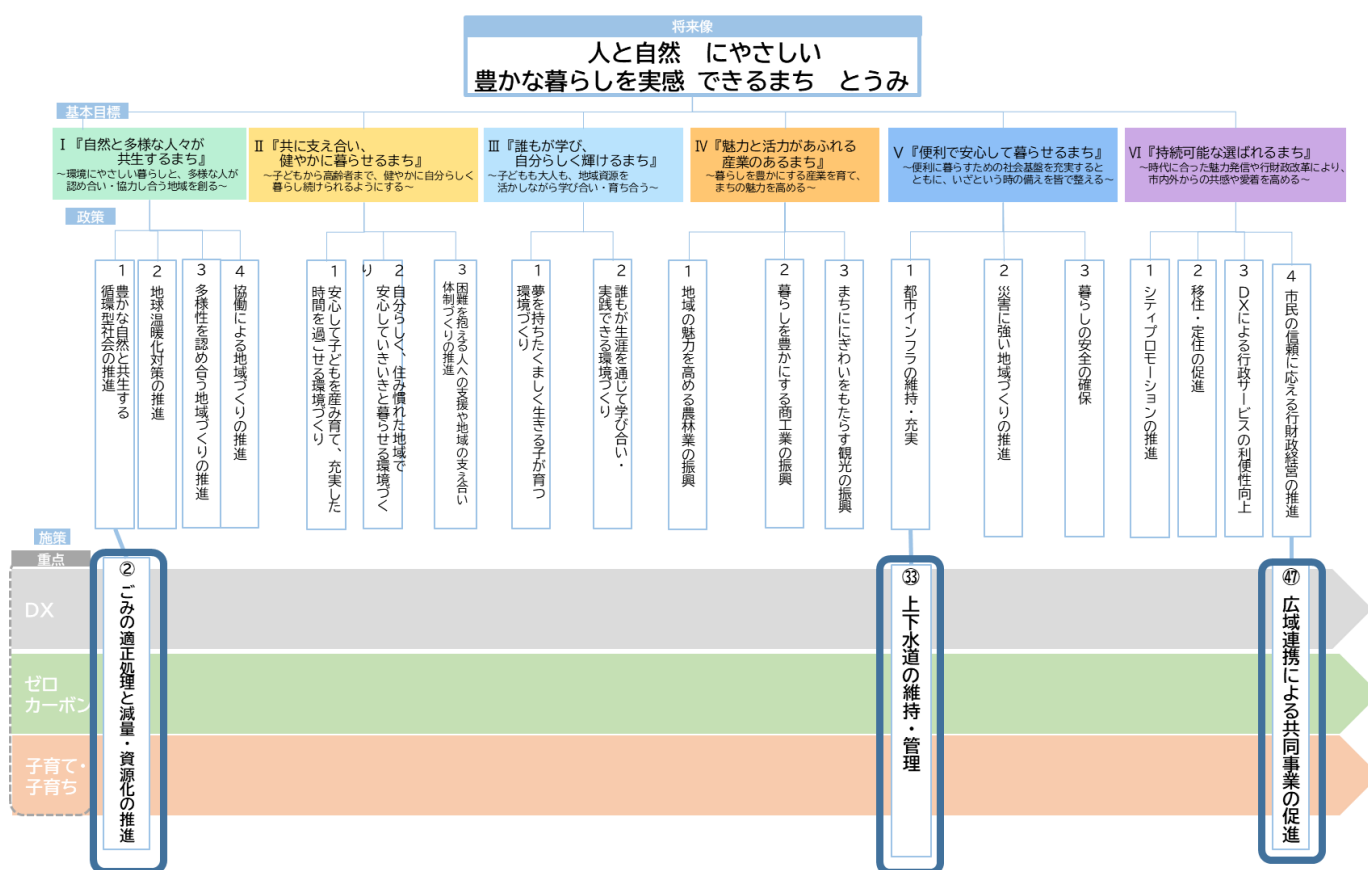 将来像
人と自然　にやさしい
豊かな暮らしを実感 できるまち　とうみ
基本目標
Ⅰ『自然と多様な人々が
共生するまち』
～環境にやさしい暮らしと、多様な人が
認め合い・協力し合う地域を創る～
Ⅱ『共に支え合い、
健やかに暮らせるまち』
～子どもから高齢者まで、健やかに自分らしく
暮らし続けられるようにする～
Ⅲ『誰もが学び、
自分らしく輝けるまち』
～子どもも大人も、地域資源を
活かしながら学び合い・育ち合う～
Ⅳ『魅力と活力があふれる
産業のあるまち』
～暮らしを豊かにする産業を育て、
まちの魅力を高める～
Ⅴ『便利で安心して暮らせるまち』
～便利に暮らすための社会基盤を充実すると
ともに、いざという時の備えを皆で整える～
Ⅵ『持続可能な選ばれるまち』
～時代に合った魅力発信や行財政改革により、
市内外からの共感や愛着を高める～
政策
1 豊かな自然と共生する
循環型社会の推進
2 地球温暖化対策の推進
3 多様性を認め合う地域づくりの推進
4 協働による地域づくりの推進
1 安心して子どもを産み育て、充実した
時間を過ごせる環境づくり
2 自分らしく、住み慣れた地域で
安心していきいきと暮らせる環境づく
り
3 困難を抱える人への支援や地域の支え合い
体制づくりの推進
1 夢を持ちたくましく生きる子が育つ
環境づくり
2 誰もが生涯を通じて学び合い・
実践できる環境づくり
1 地域の魅力を高める農林業の振興
2 暮らしを豊かにする商工業の振興
3 まちににぎわいをもたらす観光の振興
1 都市インフラの維持・充実
2 災害に強い地域づくりの推進
3 暮らしの安全の確保
1 シティプロモーションの推進
2 移住・定住の促進
3 DXによる行政サービスの利便性向上
4 市民の信頼に応える行財政経営の推進
施策
重点
DX
ゼロ
カーボン
子育て・
子育ち
② ごみの適正処理と減量・資源化の推進
㉝ 上下水道の維持・管理
㊼ 広域連携による共同事業の促進